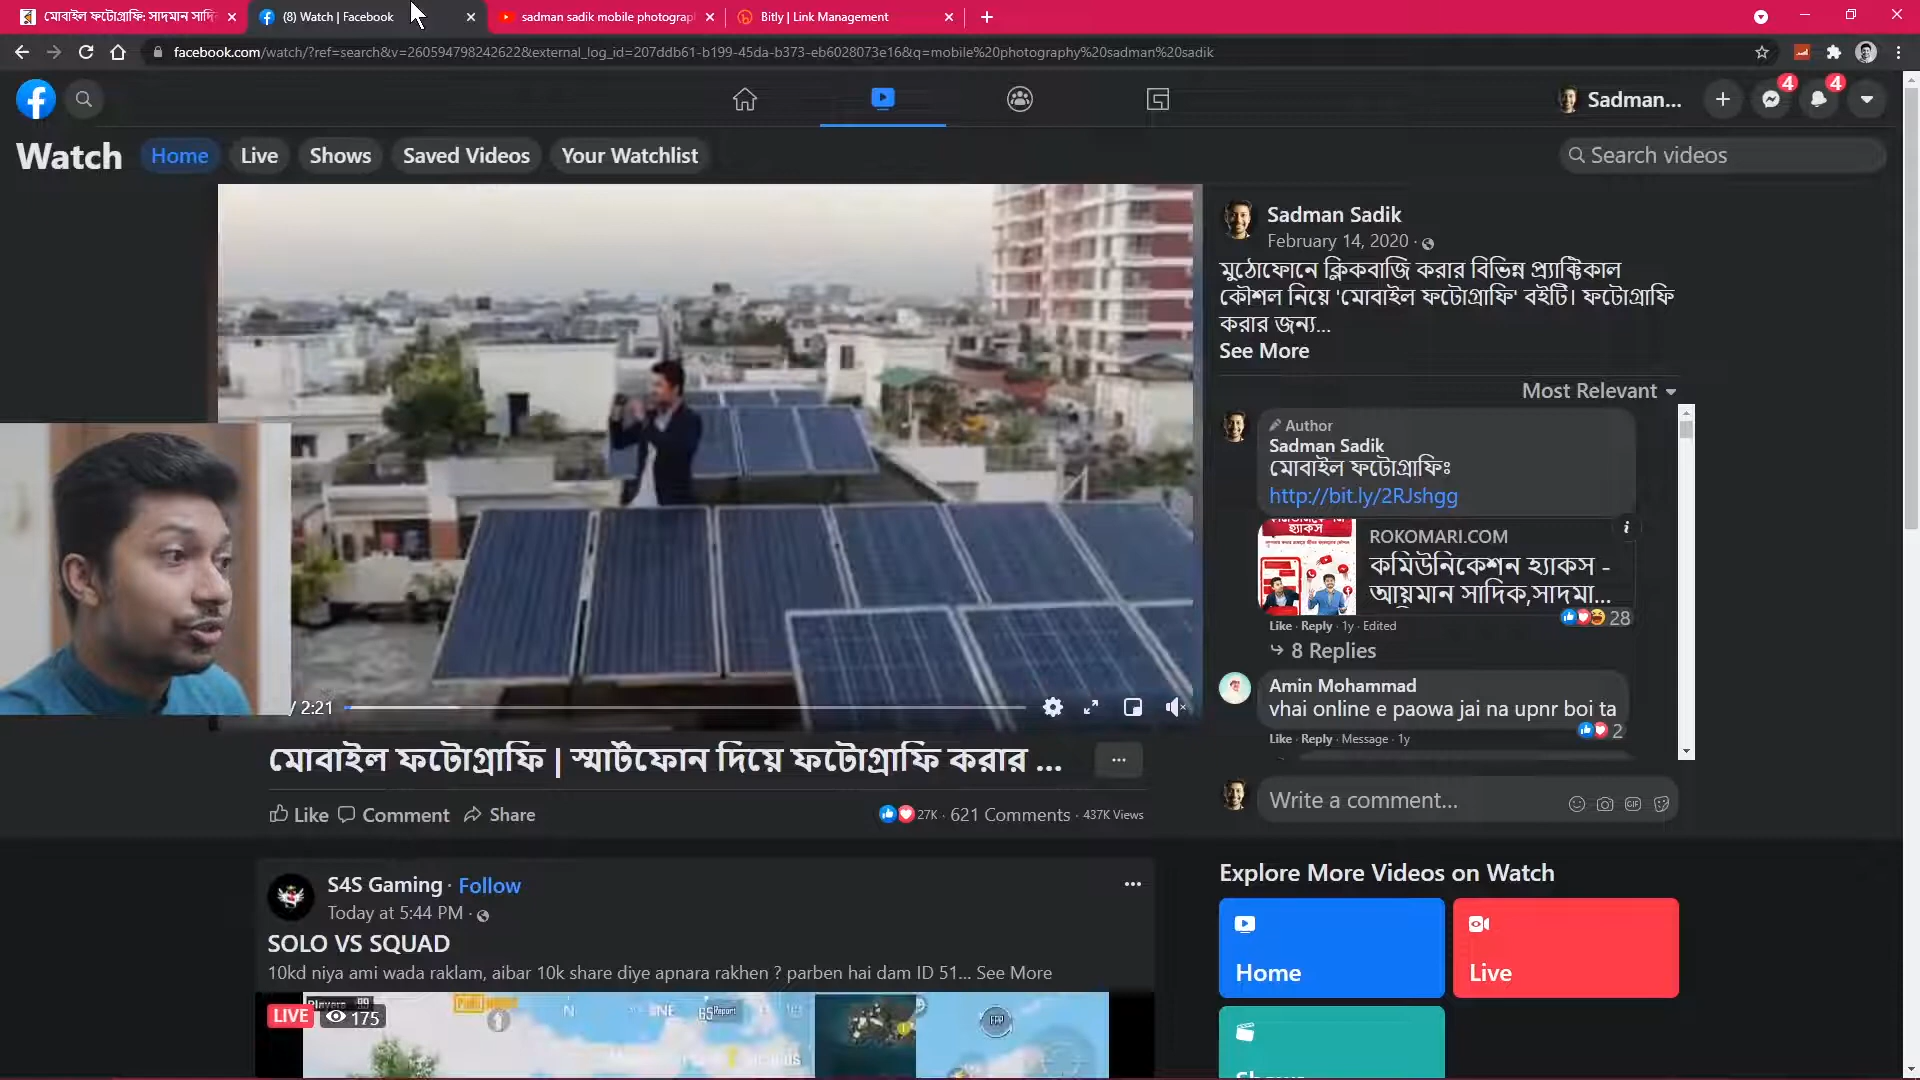 মোবাইল ফটোগ্রাফি: সাদমান সাদি
(8) Watch | Facebook
sadman sadik mobile photograp
Bitly | Link Management
facebook.com/watch/?ref=search&v=260594798242622&external_log_id=207ddb61-b199-45da-b373-eb6028073e16&q=mobile%20photography%20sadman%20sadik
Sadman...
4
4
Watch
Home
Live
Shows
Saved Videos
Your Watchlist
Search videos
Sadman Sadik
February 14, 2020
মুঠোফোনে ক্লিকবাজি করার বিভিন্ন প্র্যাক্টিকাল
কৌশল নিয়ে 'মোবাইল ফটোগ্রাফি' বইটি। ফটোগ্রাফি
করার জন্য...
See More
Most Relevant
Author
Sadman Sadik
মোবাইল ফটোগ্রাফিঃ
http://bit.ly/2RJshgg
হ্যাকস
ROKOMARI.COM
কমিউনিকেশন হ্যাকস -
আয়মান সাদিক,সাদমা...
Like · Reply · 1y · Edited
28
8 Replies
Amin Mohammad
vhai online e paowa jai na upnr boi ta
Like · Reply · Message · 1y
2
Write a comment...
GIF
/ 2:21
মোবাইল ফটোগ্রাফি | স্মার্টফোন দিয়ে ফটোগ্রাফি করার ...
Like
Comment
Share
27K · 621 Comments · 437K Views
S4S Gaming · Follow
Today at 5:44 PM
SOLO VS SQUAD
10kd niya ami wada raklam, aibar 10k share diye apnara rakhen ? parben hai dam ID 51... See More
LIVE
175
Players
N
NE
Report
FPP
Explore More Videos on Watch
Home
Live